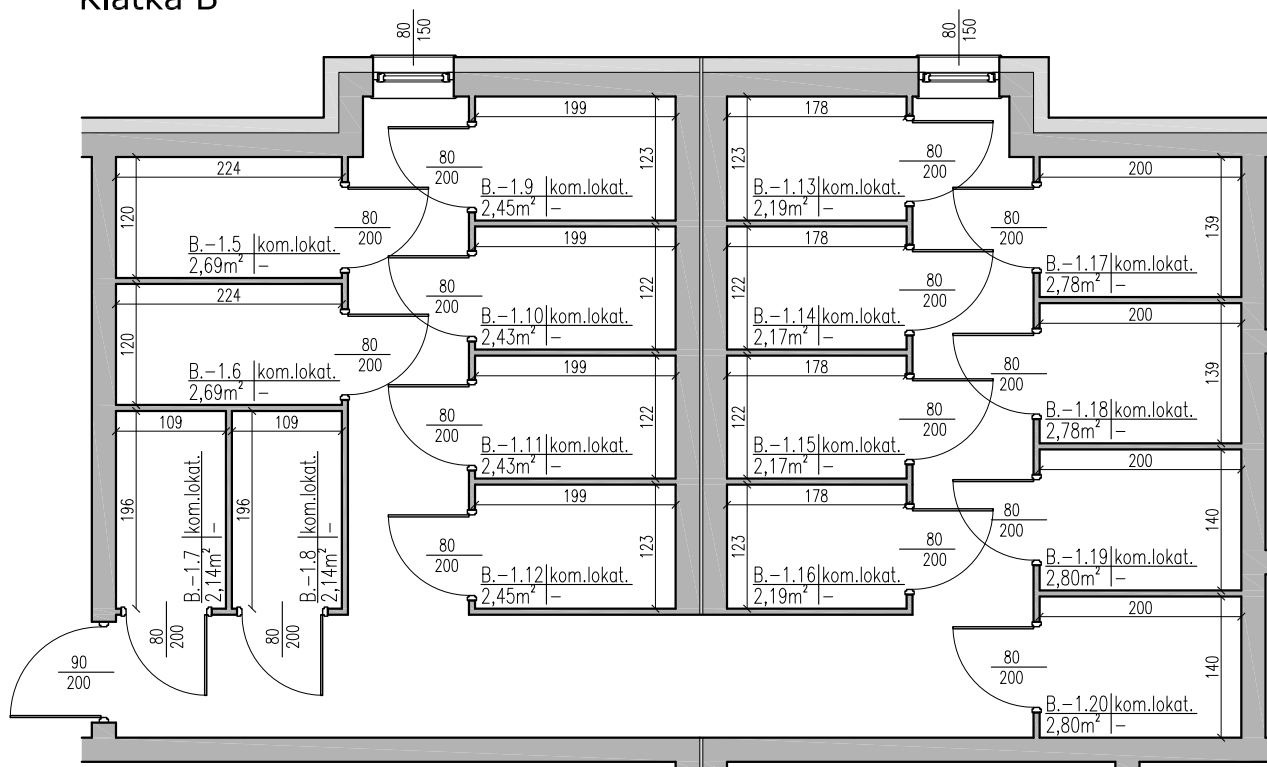 Klatka B
80
150
80
150
199
123
80
200
B.-1.9 kom.lokat.
2,45m² -
178
123
80
200
B.-1.13 kom.lokat.
2,19m² -
224
120
80
200
B.-1.5 kom.lokat.
2,69m² -
200
139
80
200
B.-1.17 kom.lokat.
2,78m² -
199
122
80
200
B.-1.10 kom.lokat.
2,43m² -
178
122
80
200
B.-1.14 kom.lokat.
2,17m² -
224
120
80
200
B.-1.6 kom.lokat.
2,69m² -
200
139
80
200
B.-1.18 kom.lokat.
2,78m² -
199
122
80
200
B.-1.11 kom.lokat.
2,43m² -
178
122
80
200
B.-1.15 kom.lokat.
2,17m² -
109
196
B.-1.7 kom.lokat.
2,14m² -
80
200
109
196
B.-1.8 kom.lokat.
2,14m² -
80
200
200
140
80
200
B.-1.19 kom.lokat.
2,80m² -
199
123
80
200
B.-1.12 kom.lokat.
2,45m² -
178
123
80
200
B.-1.16 kom.lokat.
2,19m² -
200
140
80
200
B.-1.20 kom.lokat.
2,80m² -
90
200